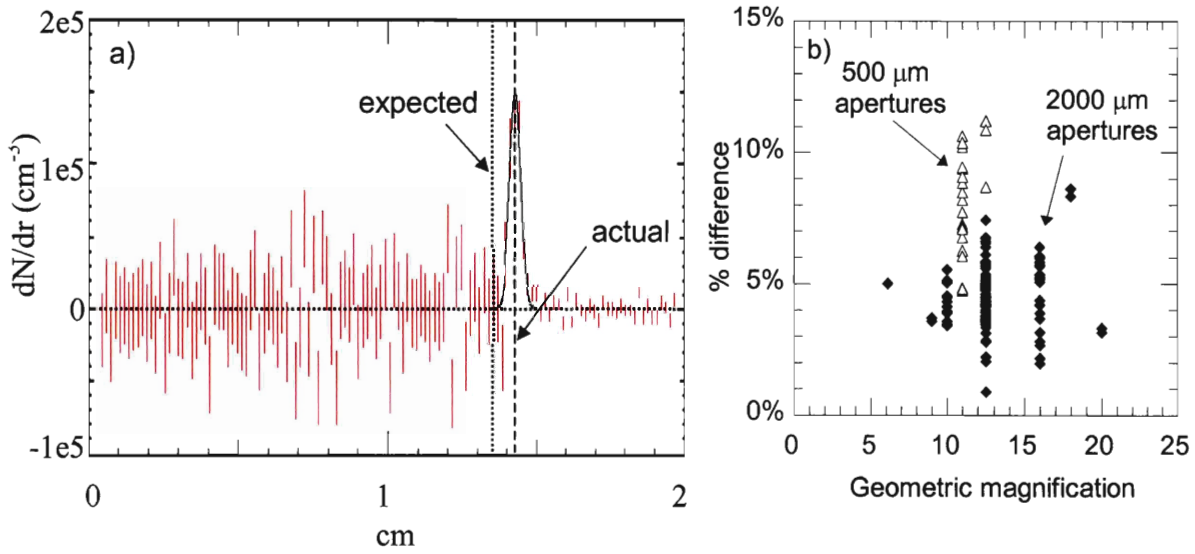 a)
2e5
1e5
0
-1e5
dN/dr (cm⁻³)
expected
actual
0
1
2
cm
b)
15%
10%
5%
0%
% difference
500 μm
apertures
2000 μm
apertures
0
5
10
15
20
25
Geometric magnification